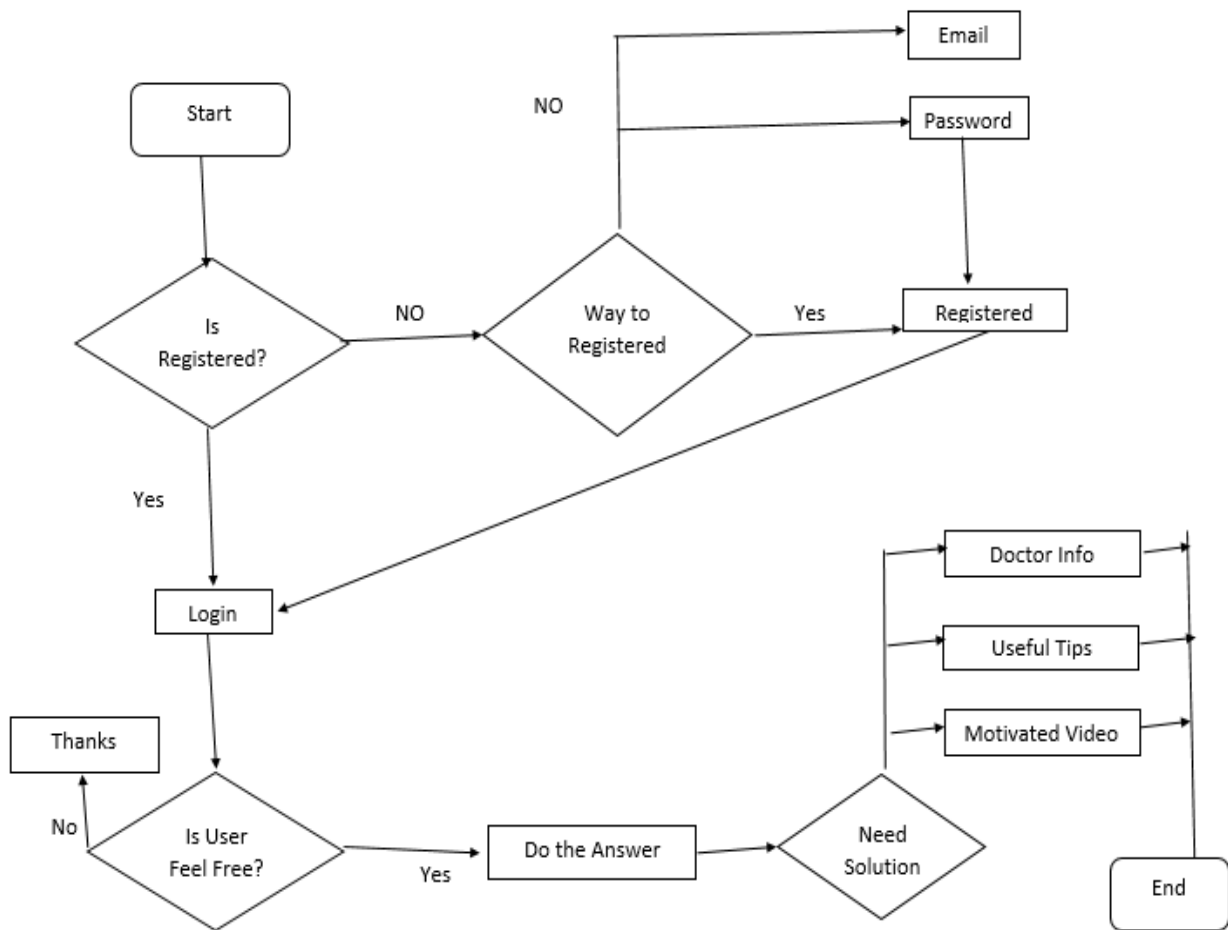 Email
Start
NO
Password
Is
Registered?
NO
Way to
Registered
Yes
Registered
Yes
Doctor Info
Login
Useful Tips
Thanks
Motivated Video
No
Is User
Feel Free?
Yes
Do the Answer
Need
Solution
End